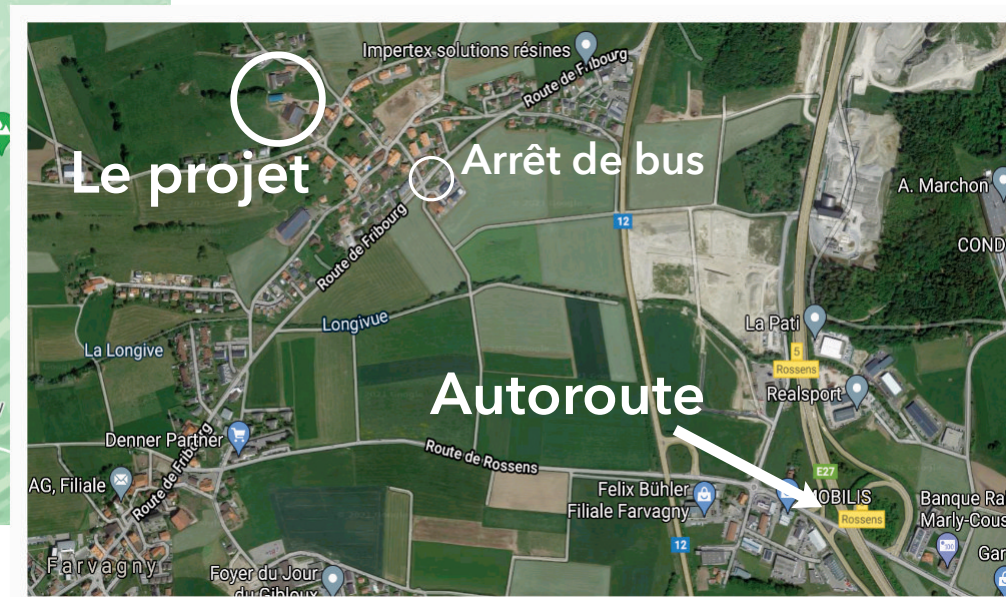 Impertex solutions résines
Route de Fribourg
Le projet
Arrêt de bus
A. Marchon
12
COND
Route de Fribourg
Longivue
La Pati
La Longive
5
Rossens
Autoroute
Realsport
Denner Partner
Route de Fribourg
Route de Rossens
E27
AG, Filiale
Felix Bühler
Filiale Farvagny
MOBILIS
Rossens
Banque Ra
Marly-Cous
12
Farvagny
Foyer du Jour
du Gibloux
Gar